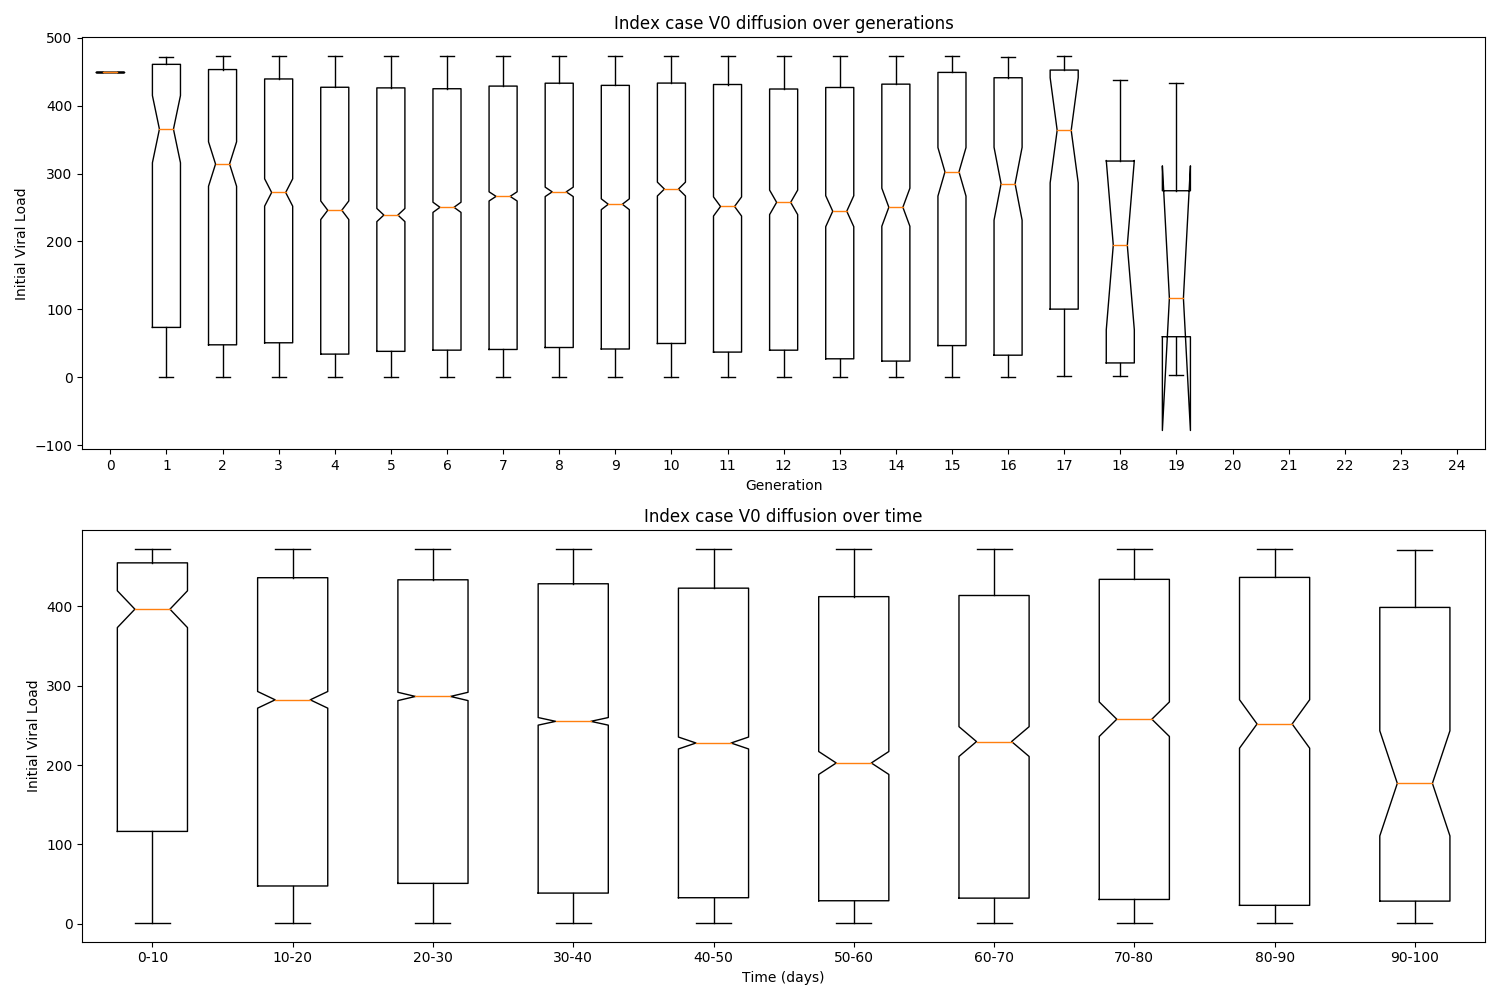 Index case V0 diffusion over generations
500
400
300
200
100
0
−100
Initial Viral Load
0 1 2 3 4 5 6 7 8 9 10 11 12 13 14 15 16 17 18 19 20 21 22 23 24
Generation
Index case V0 diffusion over time
400
300
200
100
0
Initial Viral Load
0-10 10-20 20-30 30-40 40-50 50-60 60-70 70-80 80-90 90-100
Time (days)